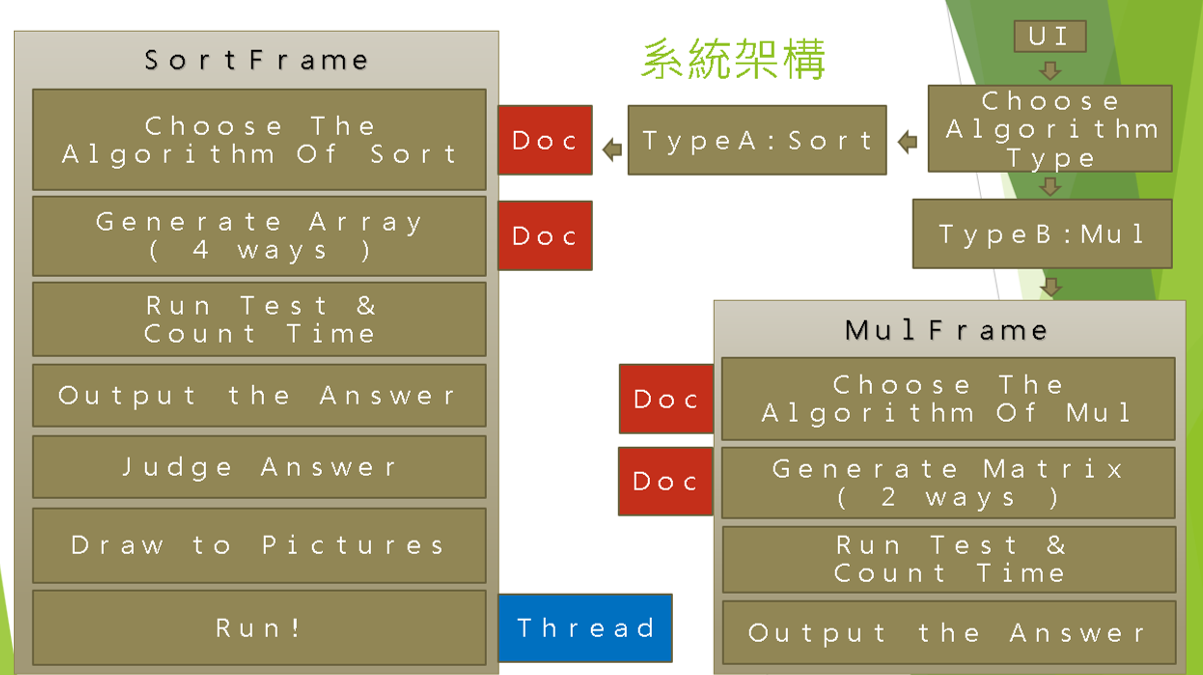 系統架構
UI
Choose
Algorithm
Type
TypeA:Sort
TypeB:Mul
SortFrame
Choose The
Algorithm Of Sort
Doc
Generate Array
( 4 ways )
Doc
Run Test &
Count Time
Output the Answer
Judge Answer
Draw to Pictures
Run!
Thread
MulFrame
Doc
Choose The
Algorithm Of Mul
Doc
Generate Matrix
( 2 ways )
Run Test &
Count Time
Output the Answer